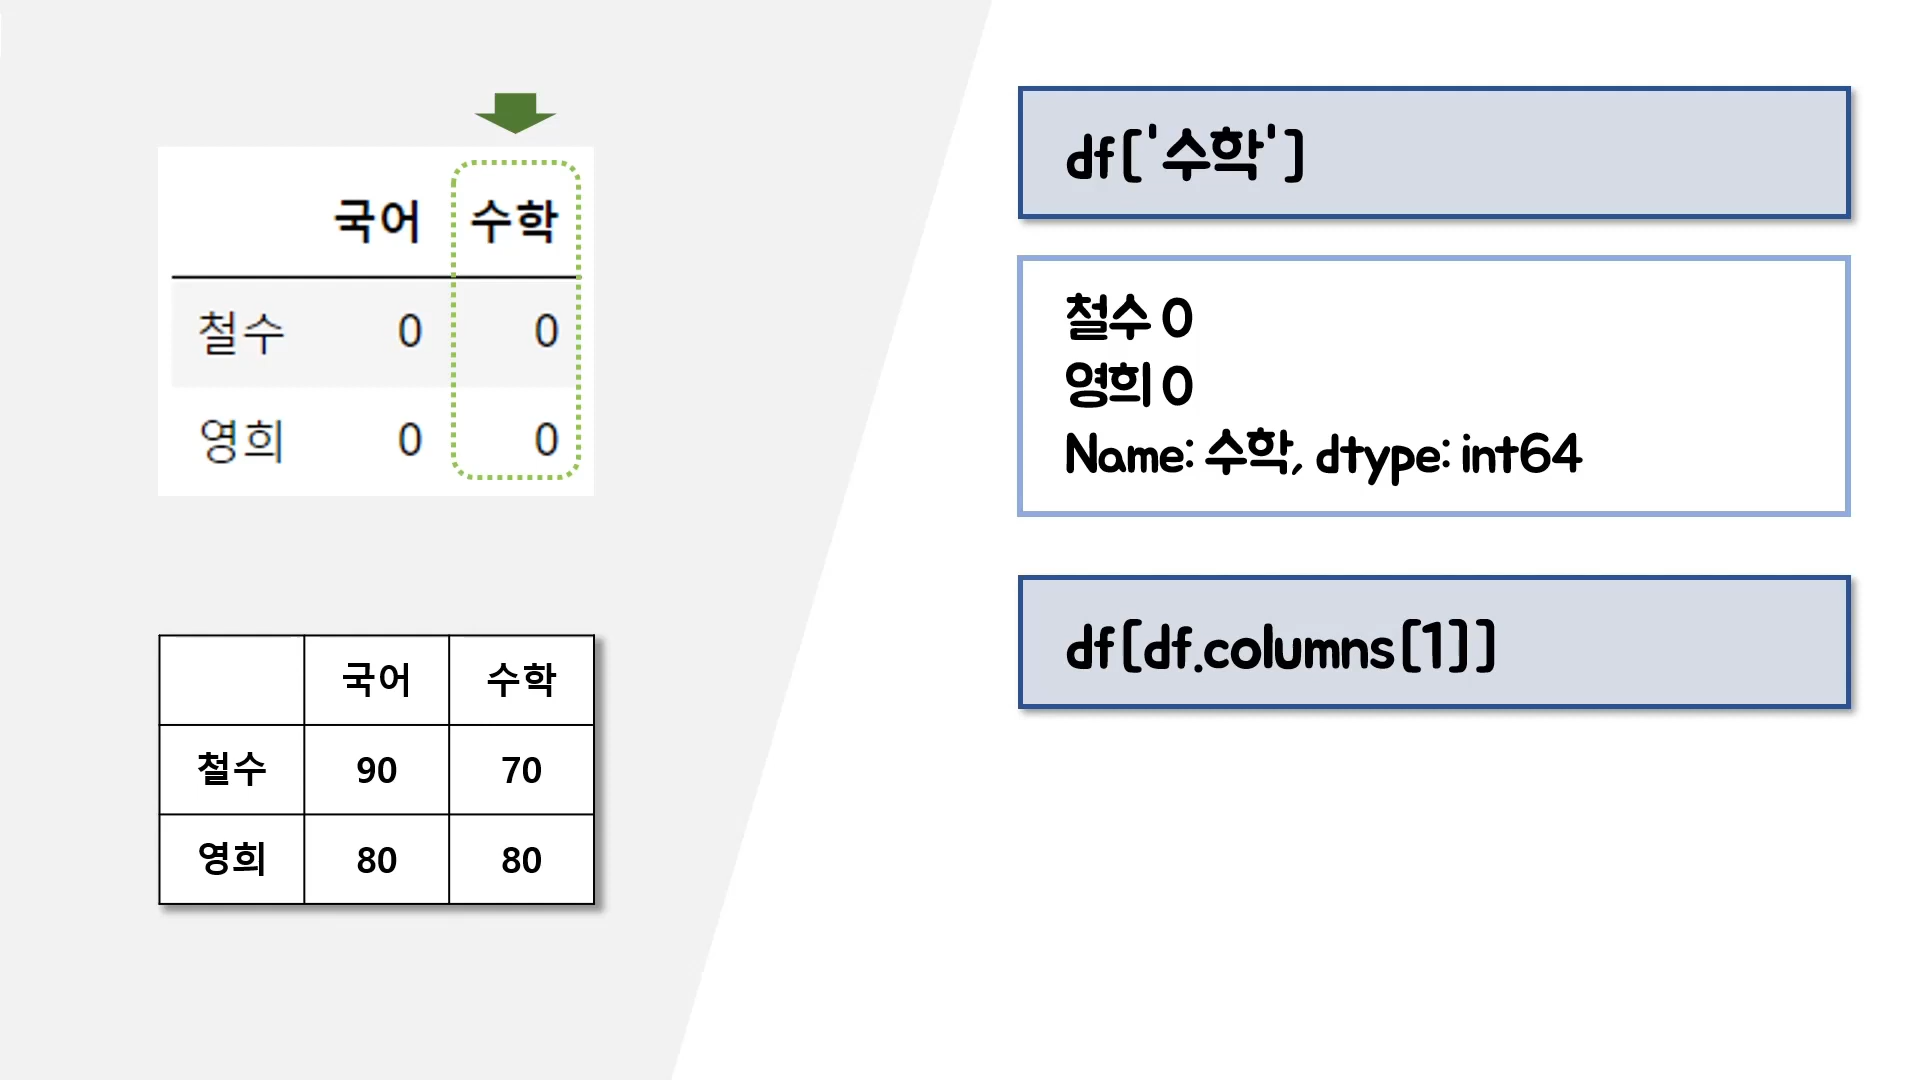 국어 수학
철수 0 0
영희 0 0
국어 수학
철수 90 70
영희 80 80
df['수학']
철수 0
영희 0
Name: 수학, dtype: int64
df[df.columns[1]]